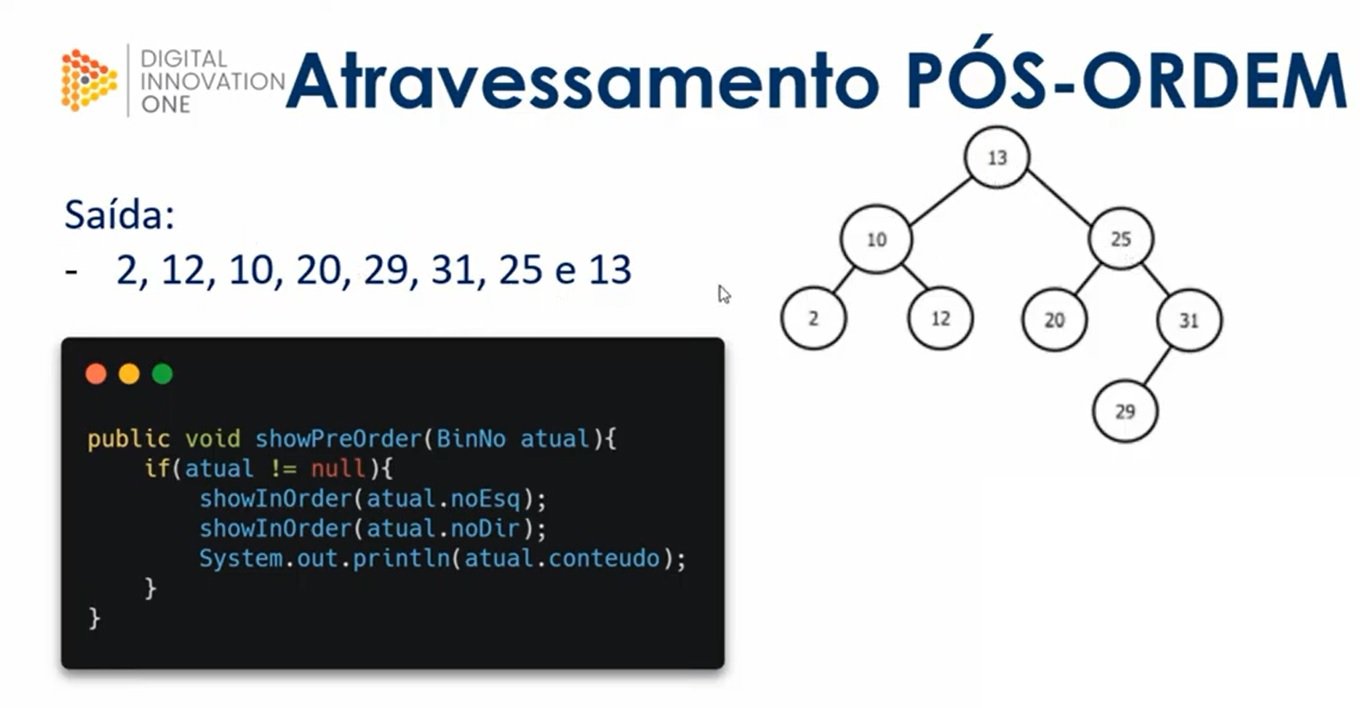 DIGITAL
INNOVATION
ONE
Atravessamento PÓS-ORDEM
Saída:
- 2, 12, 10, 20, 29, 31, 25 e 13
public void showPreOrder(BinNo atual){
    if(atual != null){
        showInOrder(atual.noEsq);
        showInOrder(atual.noDir);
        System.out.println(atual.conteudo);
    }
}
13
10
25
2
12
20
31
29